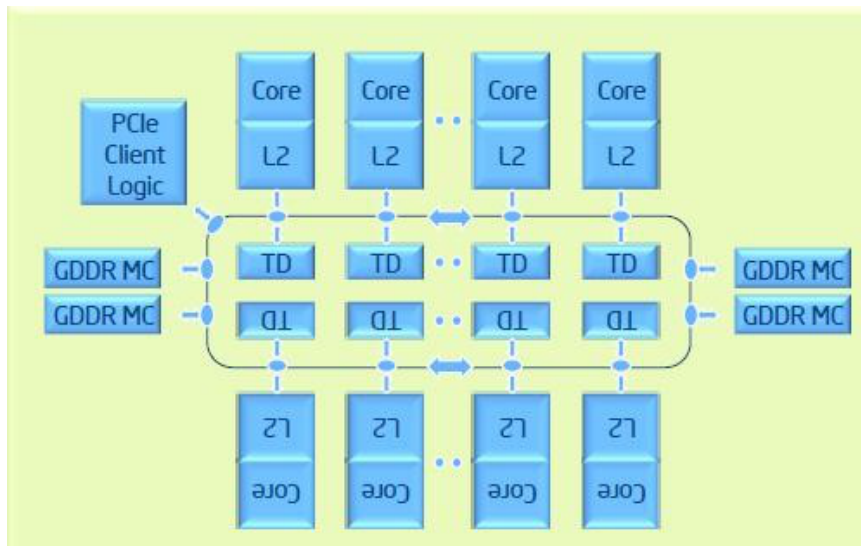 Core Core Core Core
PCIe
Client
Logic
L2 L2 L2 L2
GDDR MC TD TD TD TD GDDR MC
GDDR MC TD TD TD TD GDDR MC
L2 L2 L2 L2
Core Core Core Core